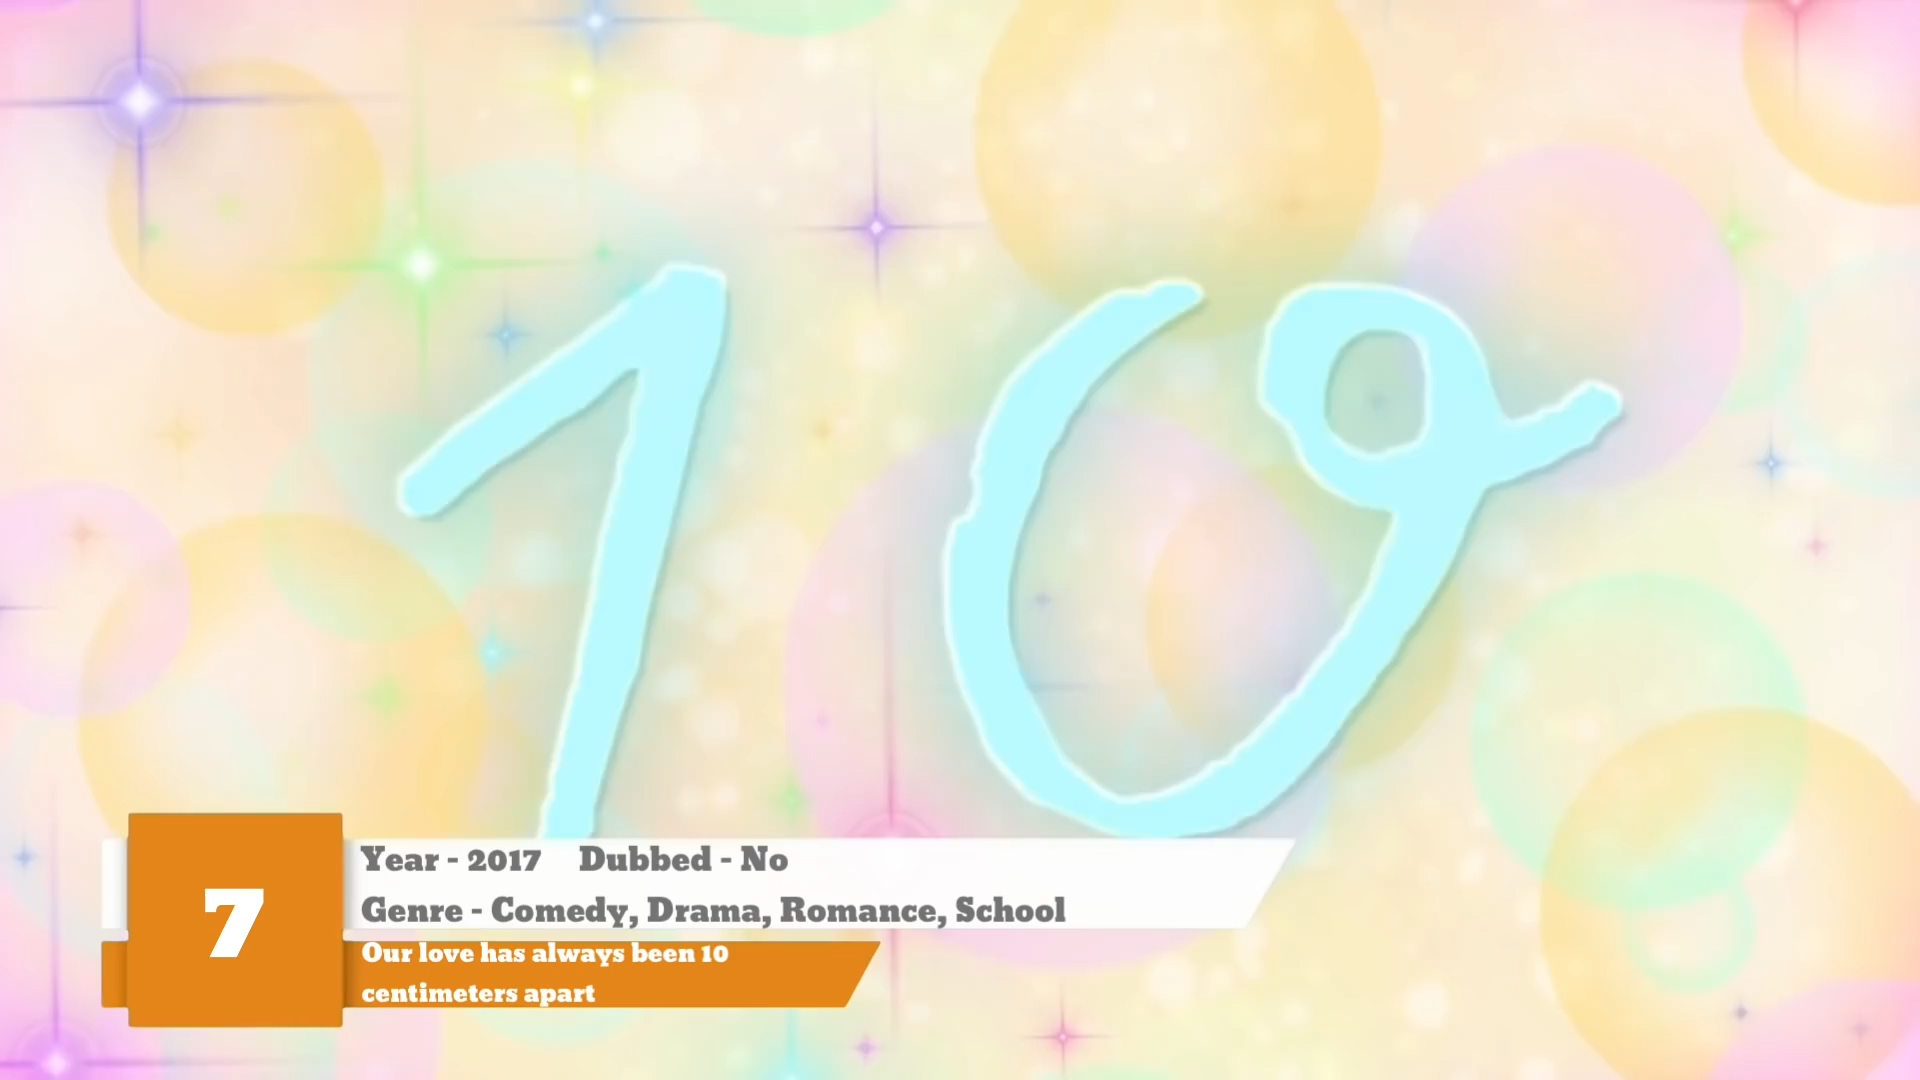 10
7
Year - 2017 Dubbed - No
Genre - Comedy, Drama, Romance, School
Our love has always been 10
centimeters apart